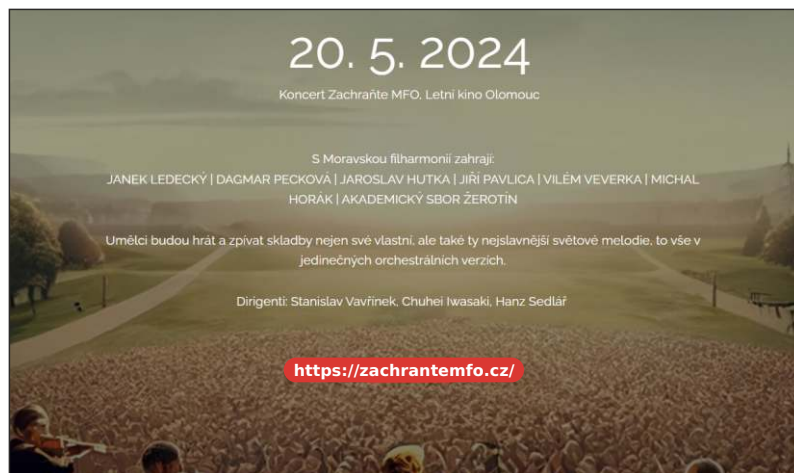 20. 5. 2024
Koncert Zachraňte MFO, Letní kino Olomouc
S Moravskou filharmonií zahrají:
JANEK LEDECKÝ | DAGMAR PECKOVÁ | JAROSLAV HUTKA | JIŘÍ PAVLICA | VILÉM VEVERKA | MICHAL
HORÁK | AKADEMICKÝ SBOR ŽEROTÍN
Umělci budou hrát a zpívat skladby nejen své vlastní, ale také ty nejslavnější světové melodie, to vše v
jedinečných orchestrálních verzích.
Dirigenti: Stanislav Vavřínek, Chuhei Iwasaki, Hanz Sedlář
https://zachrantemfo.cz/